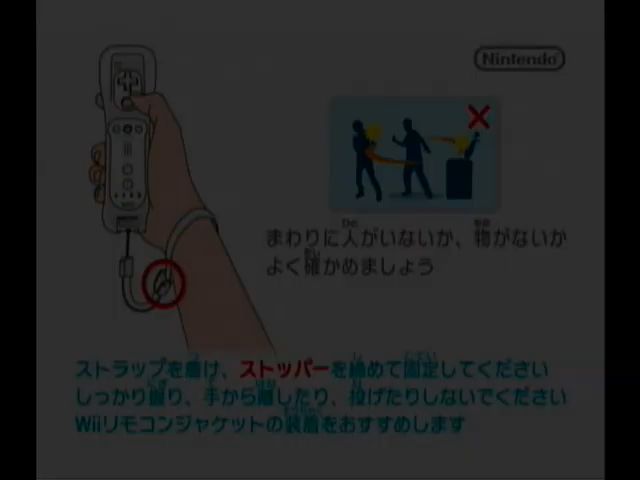 Nintendo
まわりに人がいないか、物がないか
よく確かめましょう
ストラップを着け、ストッパーを締めて固定してください
しっかり握り、手から離したり、投げたりしないでください
Wiiリモコンジャケットの装着をおすすめします